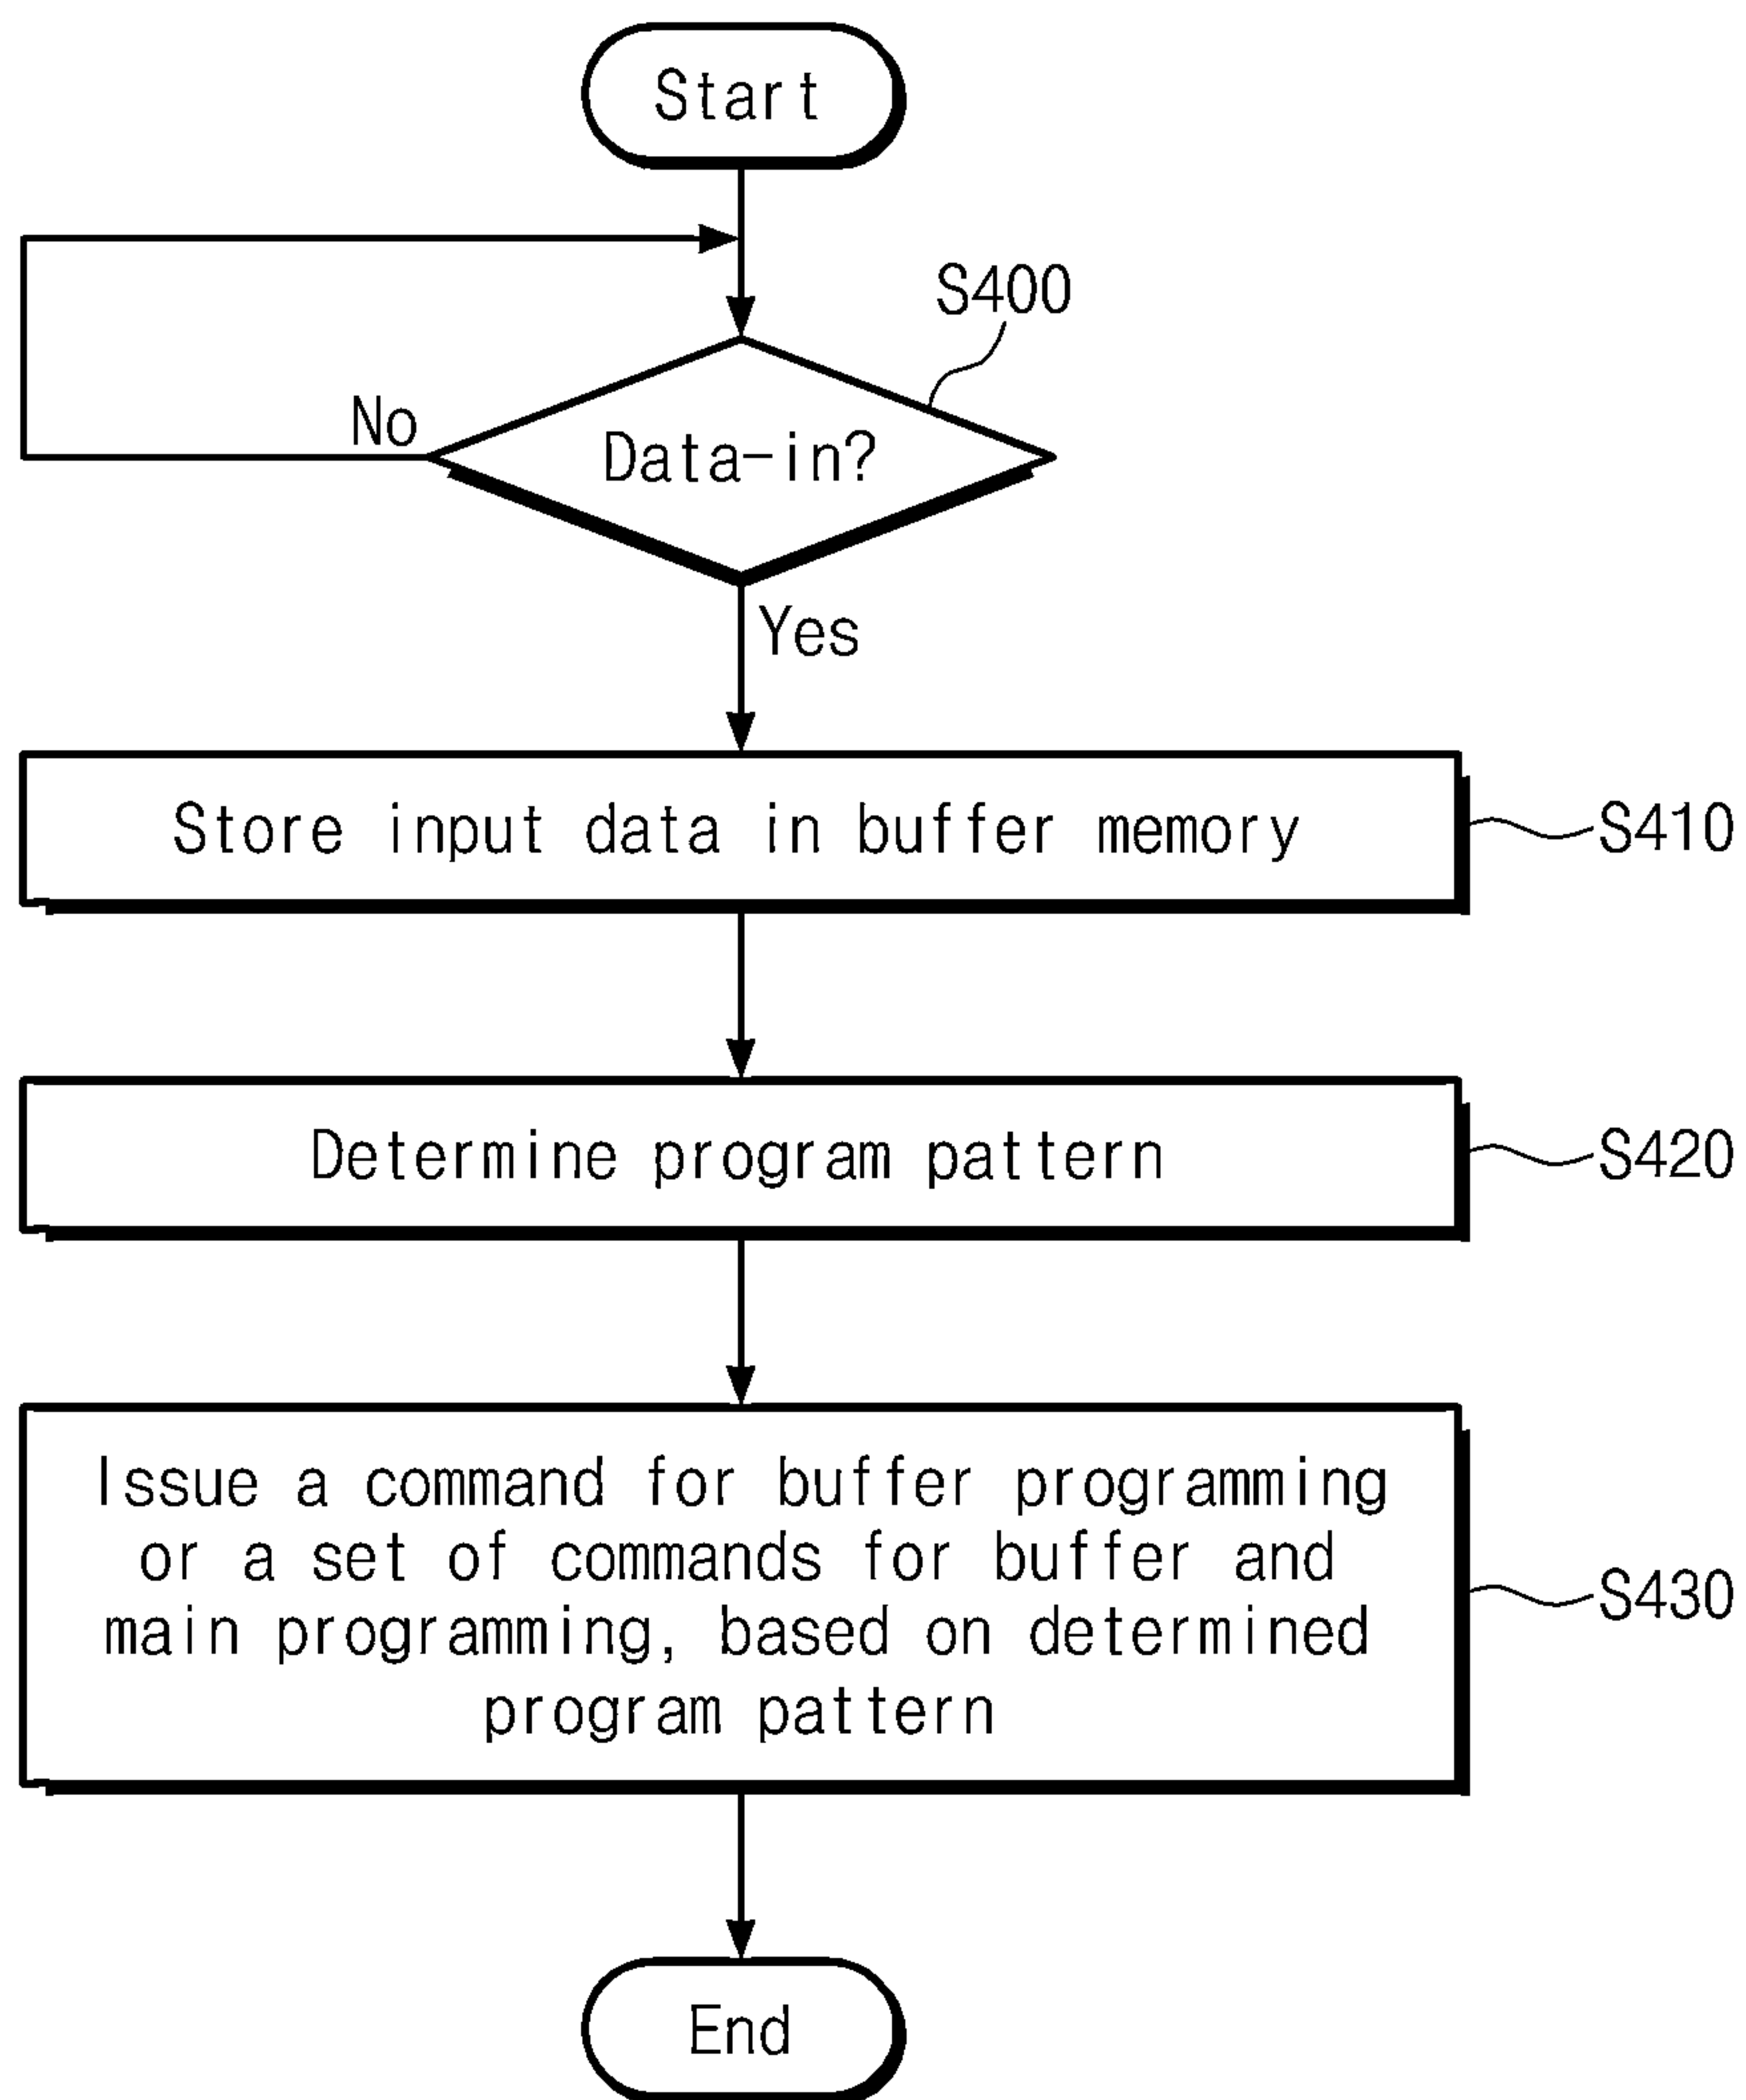 Start
S400
No
Data-in?
Yes
Store input data in buffer memory
S410
Determine program pattern
S420
Issue a command for buffer programming
or a set of commands for buffer and
main programming, based on determined
program pattern
S430
End